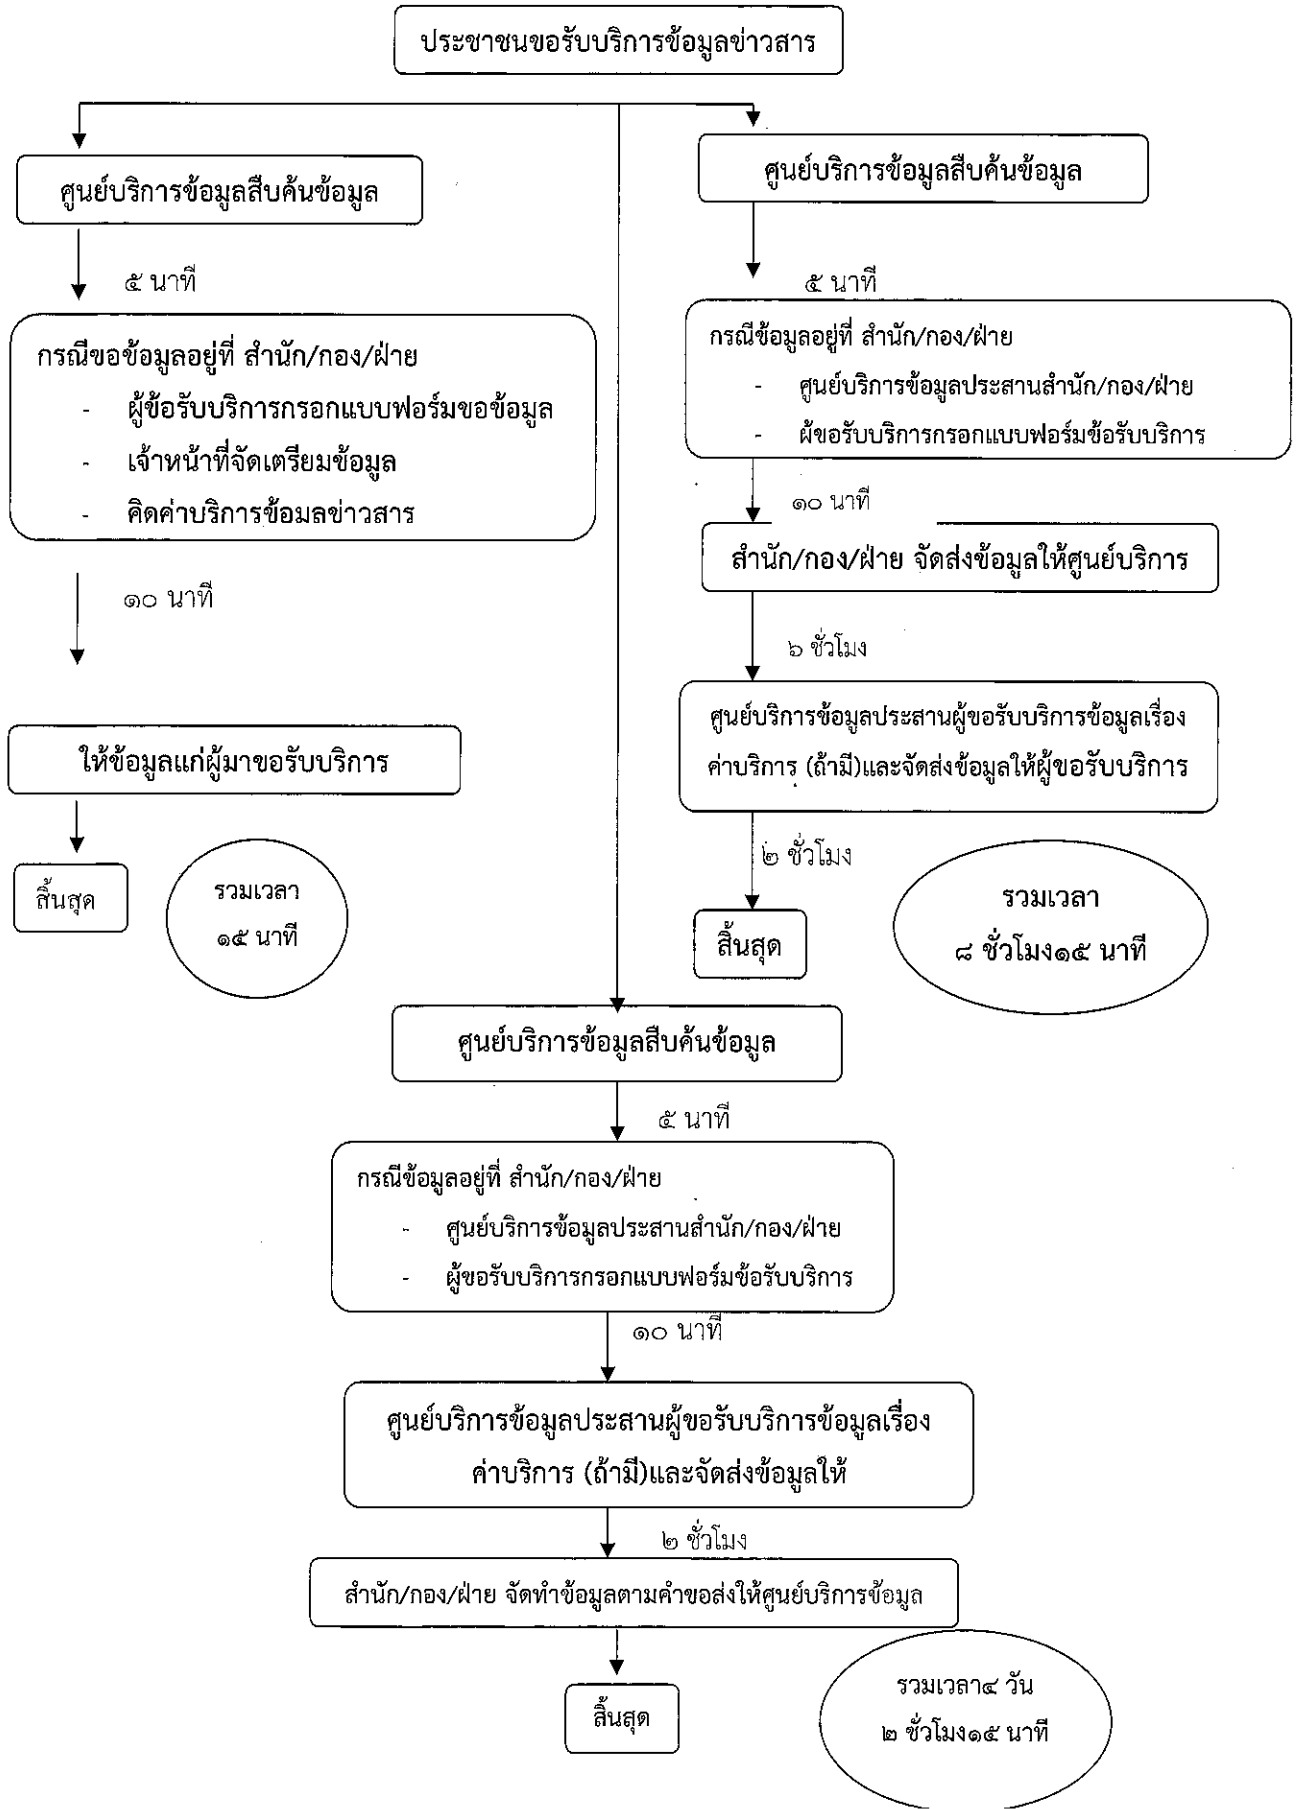 ประชาชนขอรับบริการข้อมูลข่าวสาร
ศูนย์บริการข้อมูลสืบค้นข้อมูล
๕ นาที
กรณีขอข้อมูลอยู่ที่ สำนัก/กอง/ฝ่าย
- ผู้ข้อรับบริการกรอกแบบฟอร์มขอข้อมูล
- เจ้าหน้าที่จัดเตรียมข้อมูล
- คิดค่าบริการข้อมลข่าวสาร
๑๐ นาที
ให้ข้อมูลแก่ผู้มาขอรับบริการ
สิ้นสุด
รวมเวลา
๑๕ นาที
ศูนย์บริการข้อมูลสืบค้นข้อมูล
๕ นาที
กรณีข้อมูลอยู่ที่ สำนัก/กอง/ฝ่าย
- ศูนย์บริการข้อมูลประสานสำนัก/กอง/ฝ่าย
- ผ้ขอรับบริการกรอกแบบฟอร์มข้อรับบริการ
๑๐ นาที
สำนัก/กอง/ฝ่าย จัดส่งข้อมูลให้ศูนย์บริการ
๖ ชั่วโมง
ศูนย์บริการข้อมูลประสานผู้ขอรับบริการข้อมูลเรื่อง
ค่าบริการ (ถ้ามี)และจัดส่งข้อมูลให้ผู้ขอรับบริการ
๒ ชั่วโมง
สิ้นสุด
รวมเวลา
๘ ชั่วโมง๑๕ นาที
ศูนย์บริการข้อมูลสืบค้นข้อมูล
๕ นาที
กรณีข้อมูลอยู่ที่ สำนัก/กอง/ฝ่าย
- ศูนย์บริการข้อมูลประสานสำนัก/กอง/ฝ่าย
- ผู้ขอรับบริการกรอกแบบฟอร์มข้อรับบริการ
๑๐ นาที
ศูนย์บริการข้อมูลประสานผู้ขอรับบริการข้อมูลเรื่อง
ค่าบริการ (ถ้ามี)และจัดส่งข้อมูลให้
๒ ชั่วโมง
สำนัก/กอง/ฝ่าย จัดทำข้อมูลตามคำขอส่งให้ศูนย์บริการข้อมูล
สิ้นสุด
รวมเวลา๔ วัน
๒ ชั่วโมง๑๕ นาที